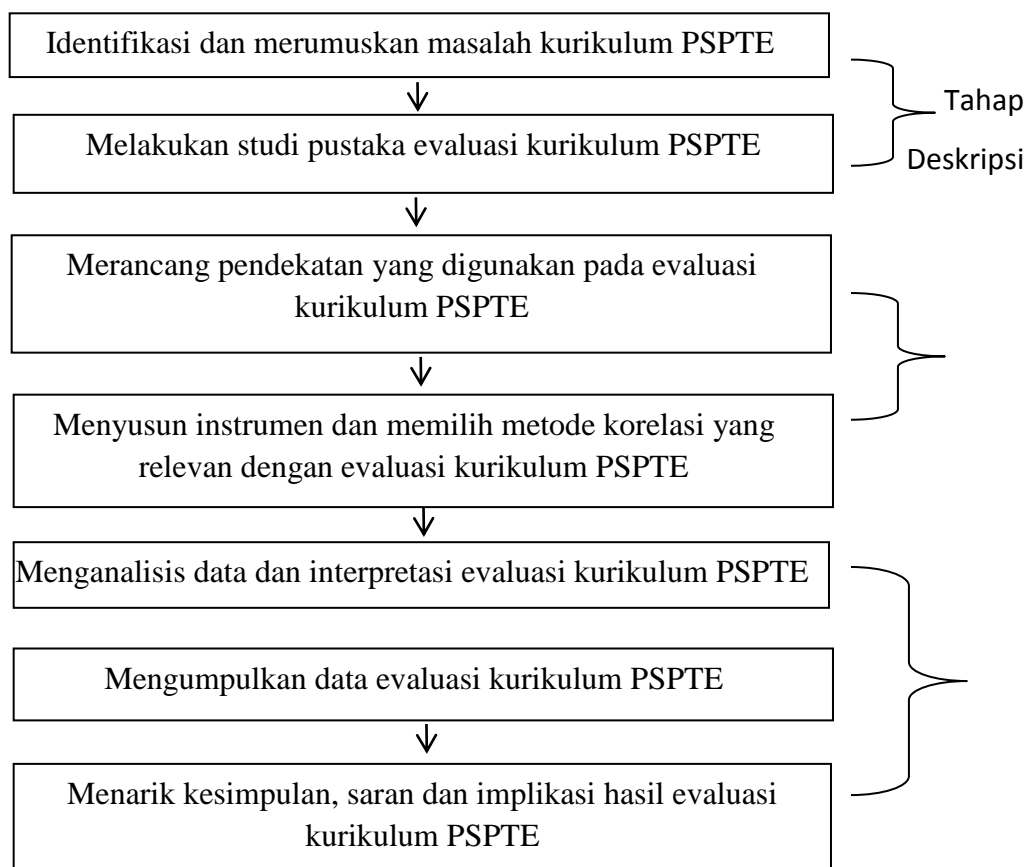 Identifikasi dan merumuskan masalah kurikulum PSPTE
Tahap
Melakukan studi pustaka evaluasi kurikulum PSPTE
Deskripsi
Merancang pendekatan yang digunakan pada evaluasi
kurikulum PSPTE
Menyusun instrumen dan memilih metode korelasi yang
relevan dengan evaluasi kurikulum PSPTE
Menganalisis data dan interpretasi evaluasi kurikulum PSPTE
Mengumpulkan data evaluasi kurikulum PSPTE
Menarik kesimpulan, saran dan implikasi hasil evaluasi
kurikulum PSPTE